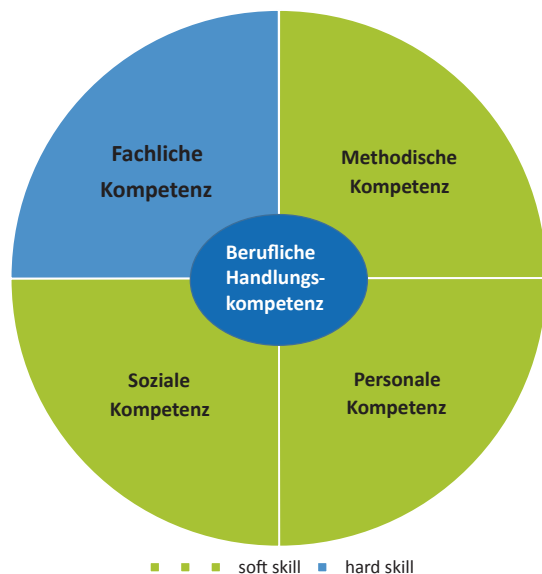 Fachliche
Kompetenz
Methodische
Kompetenz
Berufliche
Handlungs-
kompetenz
Soziale
Kompetenz
Personale
Kompetenz
soft skill hard skill